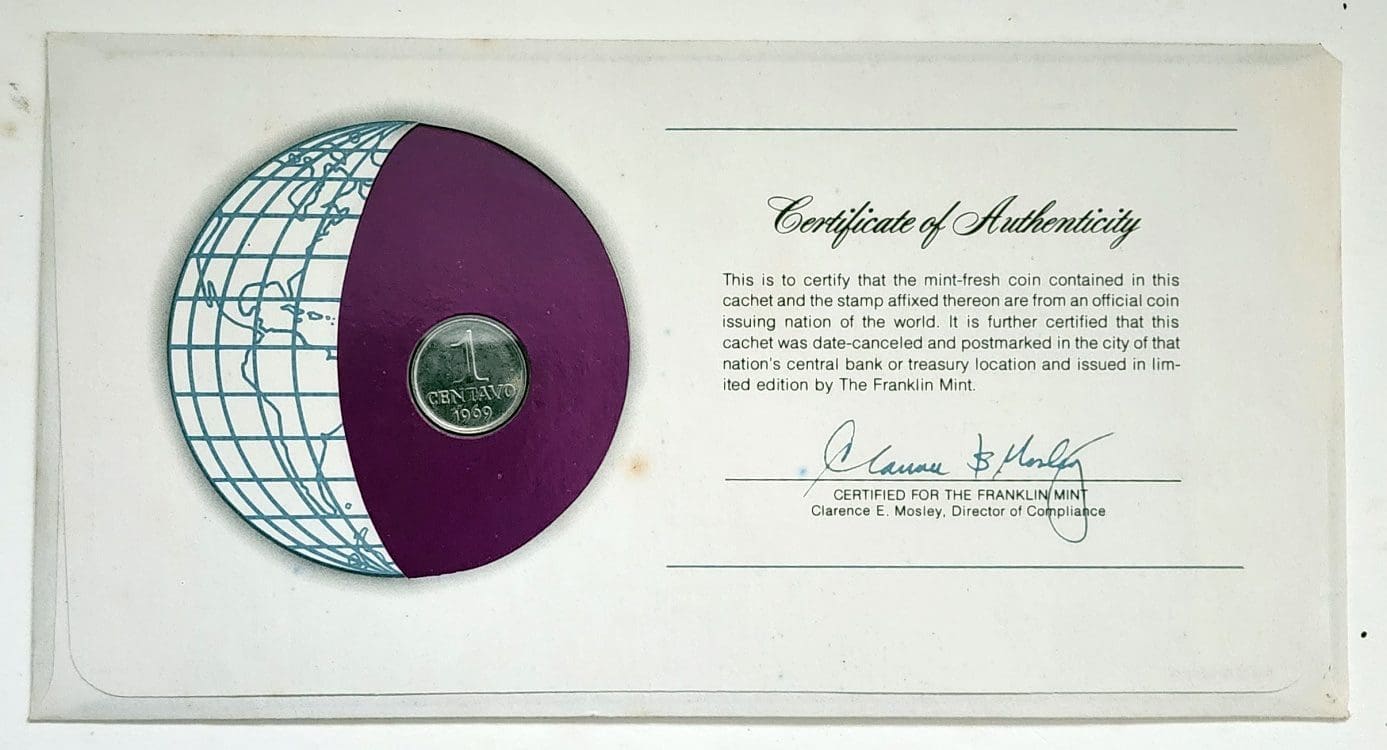 1
CENTAVO
1969
Certificate of Authenticity
This is to certify that the mint-fresh coin contained in this
cachet and the stamp affixed thereon are from an official coin
issuing nation of the world. It is further certified that this
cachet was date-canceled and postmarked in the city of that
nation's central bank or treasury location and issued in lim-
ited edition by The Franklin Mint.
Clarence B Mosley
CERTIFIED FOR THE FRANKLIN MINT
Clarence E. Mosley, Director of Compliance